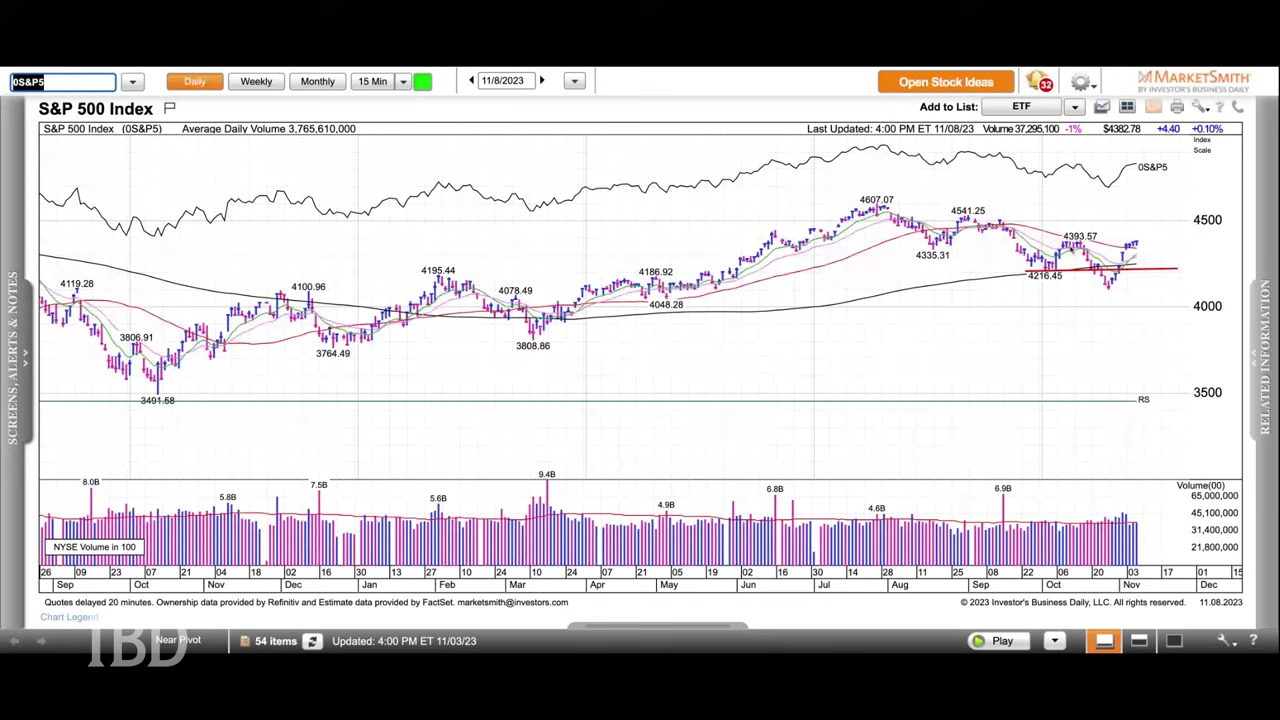 0S&P5 Daily Weekly Monthly 15 Min 11/8/2023 Open Stock Ideas 32 MARKETSMITH
BY INVESTOR'S BUSINESS DAILY
S&P 500 Index Add to List: ETF
S&P 500 Index (0S&P5) Average Daily Volume 3,765,610,000 Last Updated: 4:00 PM ET 11/08/23 Volume 37,295,100 -1% $4382.78 +4.40 +0.10%
Index
Scale
0S&P5
4607.07
4541.25
4500
4393.57
4335.31
4195.44
4186.92
4216.45
4119.28
4100.96
4078.49
4048.28
4000
3806.91
3764.49
3808.86
3491.58
3500
RS
SCREENS, ALERTS & NOTES
RELATED INFORMATION
9.4B
8.0B
7.5B
6.8B
6.9B
5.8B
5.6B
4.9B
4.6B
Volume(00)
65,000,000
45,100,000
31,400,000
21,800,000
NYSE Volume in 100
26 09 23 07 21 04 18 02 16 30 13 27 10 24 10 24 07 21 05 19 02 16 30 14 28 11 25 08 22 06 20 03 17 01 15
Sep Oct Nov Dec Jan Feb Mar Apr May Jun Jul Aug Sep Oct Nov Dec
Quotes delayed 20 minutes. Ownership data provided by Refinitiv and Estimate data provided by FactSet. marketsmith@investors.com © 2023 Investor's Business Daily, LLC. All rights reserved. 11.08.2023
Chart Legend
IBD
Near Pivot 54 items Updated: 4:00 PM ET 11/03/23 Play